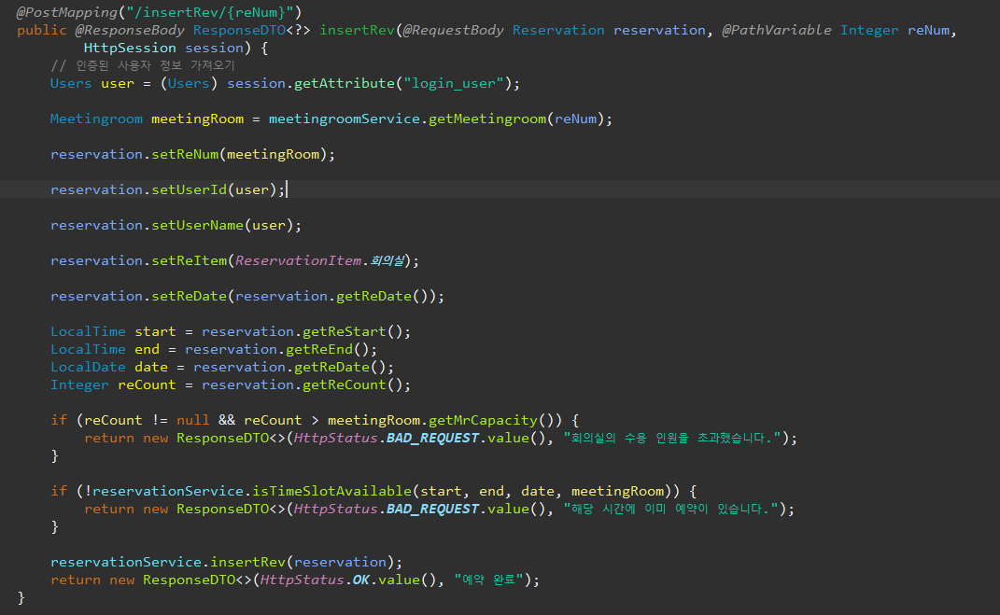 @PostMapping("/insertRev/{reNum}")
public @ResponseBody ResponseDTO<?> insertRev(@RequestBody Reservation reservation, @PathVariable Integer reNum,
HttpSession session) {
// 인증된 사용자 정보 가져오기
Users user = (Users) session.getAttribute("login_user");
Meetingroom meetingRoom = meetingroomService.getMeetingroom(reNum);
reservation.setReNum(meetingRoom);
reservation.setUserId(user);
reservation.setUserName(user);
reservation.setReItem(ReservationItem.회의실);
reservation.setReDate(reservation.getReDate());
LocalTime start = reservation.getReStart();
LocalTime end = reservation.getReEnd();
LocalDate date = reservation.getReDate();
Integer reCount = reservation.getReCount();
if (reCount != null && reCount > meetingRoom.getMrCapacity()) {
return new ResponseDTO<>(HttpStatus.BAD_REQUEST.value(), "회의실의 수용 인원을 초과했습니다.");
}
if (!reservationService.isTimeSlotAvailable(start, end, date, meetingRoom)) {
return new ResponseDTO<>(HttpStatus.BAD_REQUEST.value(), "해당 시간에 이미 예약이 있습니다.");
}
reservationService.insertRev(reservation);
return new ResponseDTO<>(HttpStatus.OK.value(), "예약 완료");
}